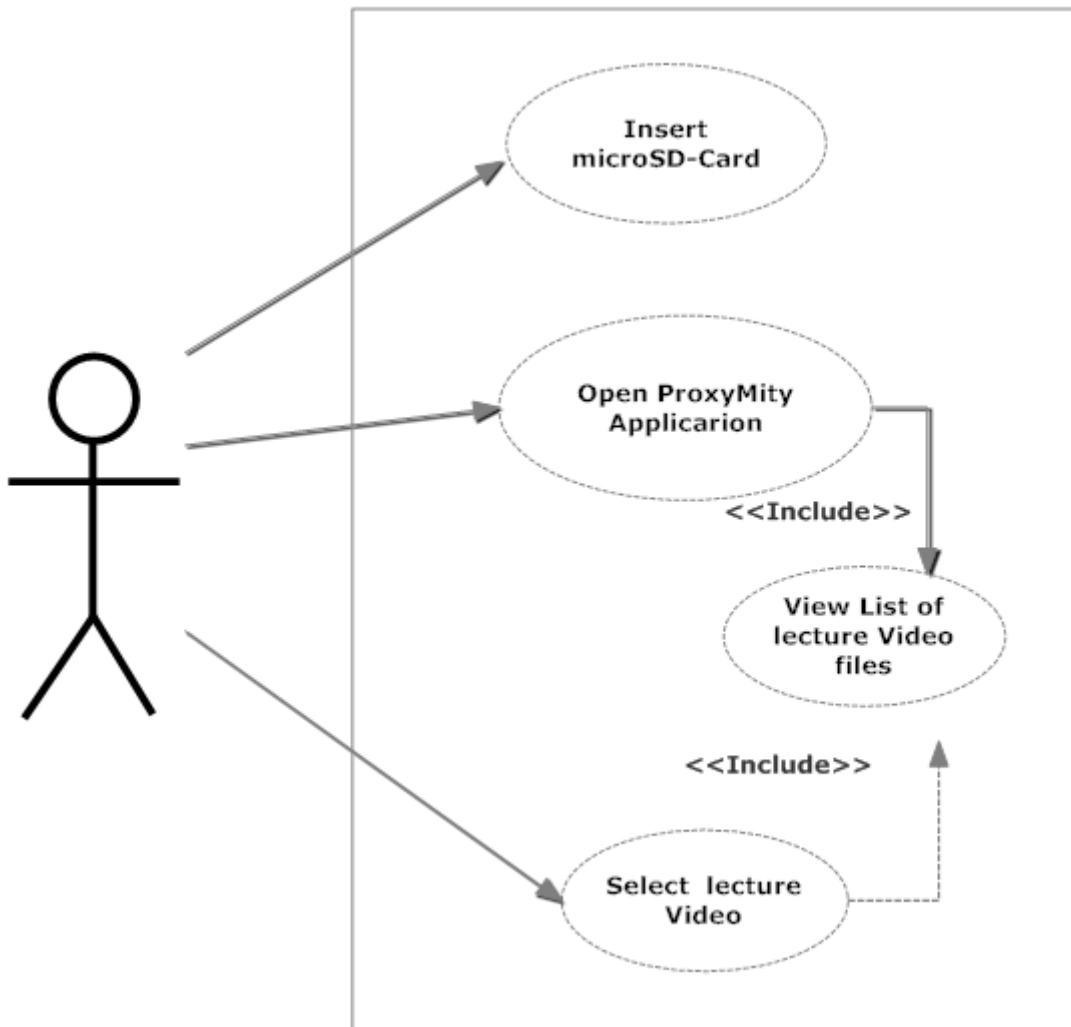 Insert
microSD-Card
Open ProxyMity
Applicarion
<<Include>>
View List of
lecture Video
files
<<Include>>
Select lecture
Video